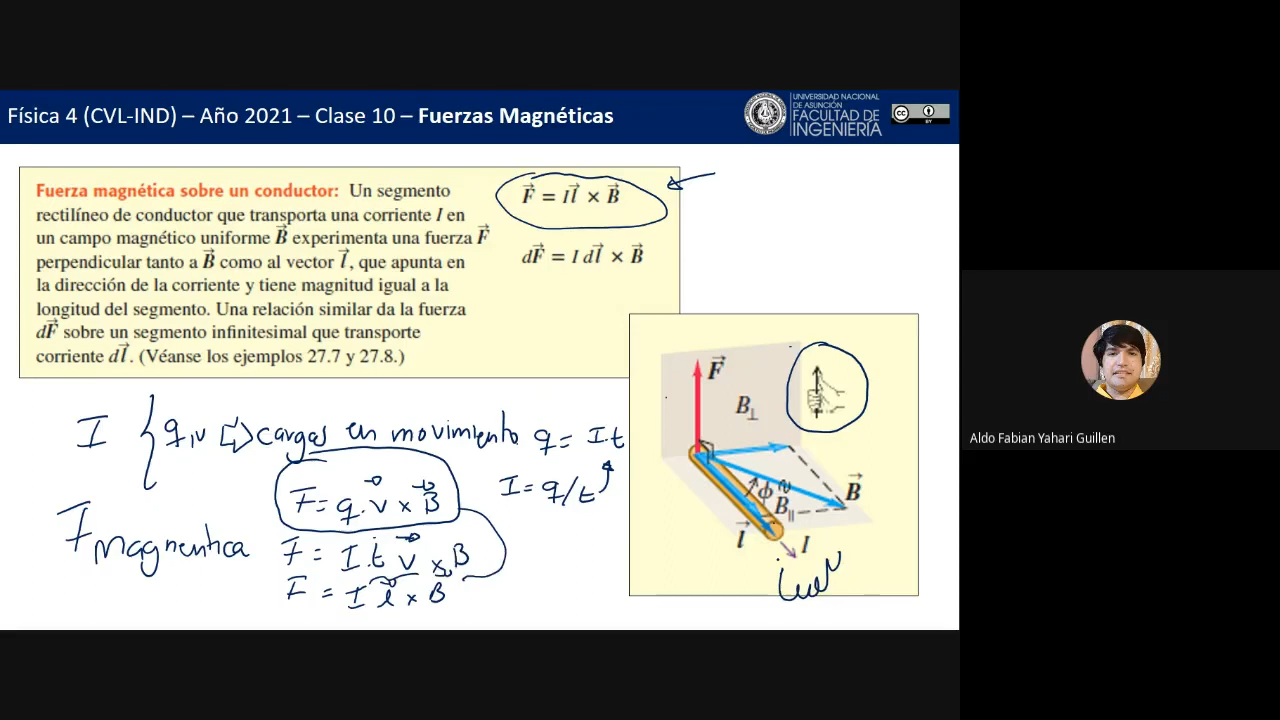 Física 4 (CVL-IND) – Año 2021 – Clase 10 – Fuerzas Magnéticas
UNIVERSIDAD NACIONAL
DE ASUNCIÓN
FACULTAD DE
INGENIERÍA
cc
BY
Fuerza magnética sobre un conductor: Un segmento
rectilíneo de conductor que transporta una corriente I en
un campo magnético uniforme B⃗ experimenta una fuerza F⃗
perpendicular tanto a B⃗ como al vector l⃗, que apunta en
la dirección de la corriente y tiene magnitud igual a la
longitud del segmento. Una relación similar da la fuerza
dF⃗ sobre un segmento infinitesimal que transporte
corriente dl⃗. (Véanse los ejemplos 27.7 y 27.8.)
F⃗ = Il⃗ × B⃗
dF⃗ = I dl⃗ × B⃗
F⃗
B⊥
ϕ
B⃗
B∥
l⃗
I
I { q, v ⇨ cargas en movimiento q = I.t
F = q.v⃗ × B⃗
I = q/t
F magnetica
F = I.t v⃗ × B
F = I l⃗ × B
Aldo Fabian Yahari Guillen